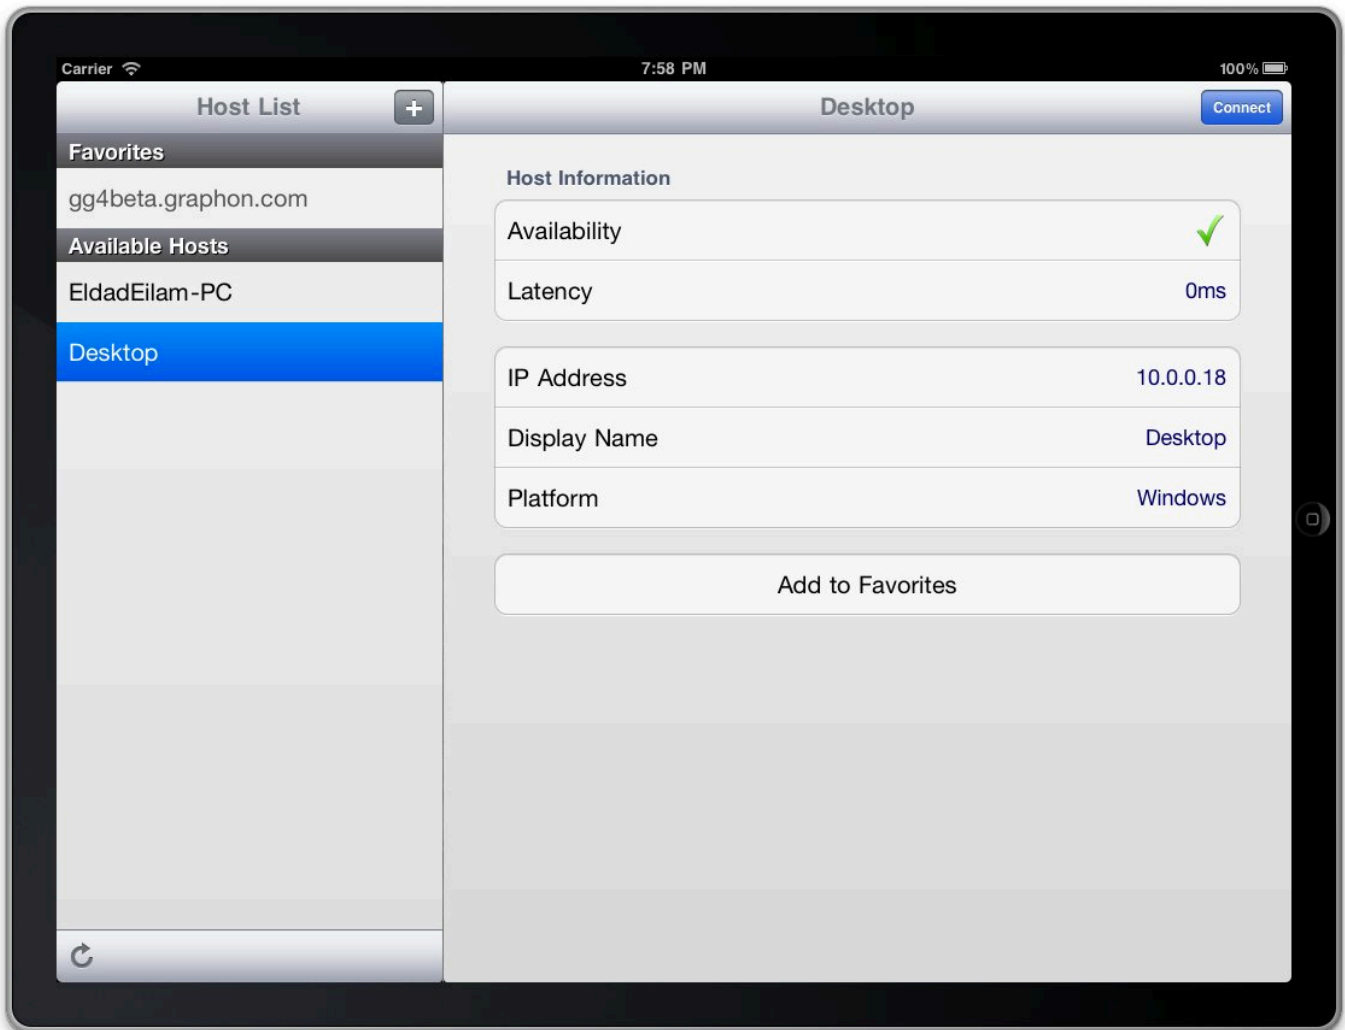 Carrier 7:58 PM 100%
Host List + Desktop Connect
Favorites
gg4beta.graphon.com
Available Hosts
EldadEilam-PC
Desktop
Host Information
Availability
Latency 0ms
IP Address 10.0.0.18
Display Name Desktop
Platform Windows
Add to Favorites